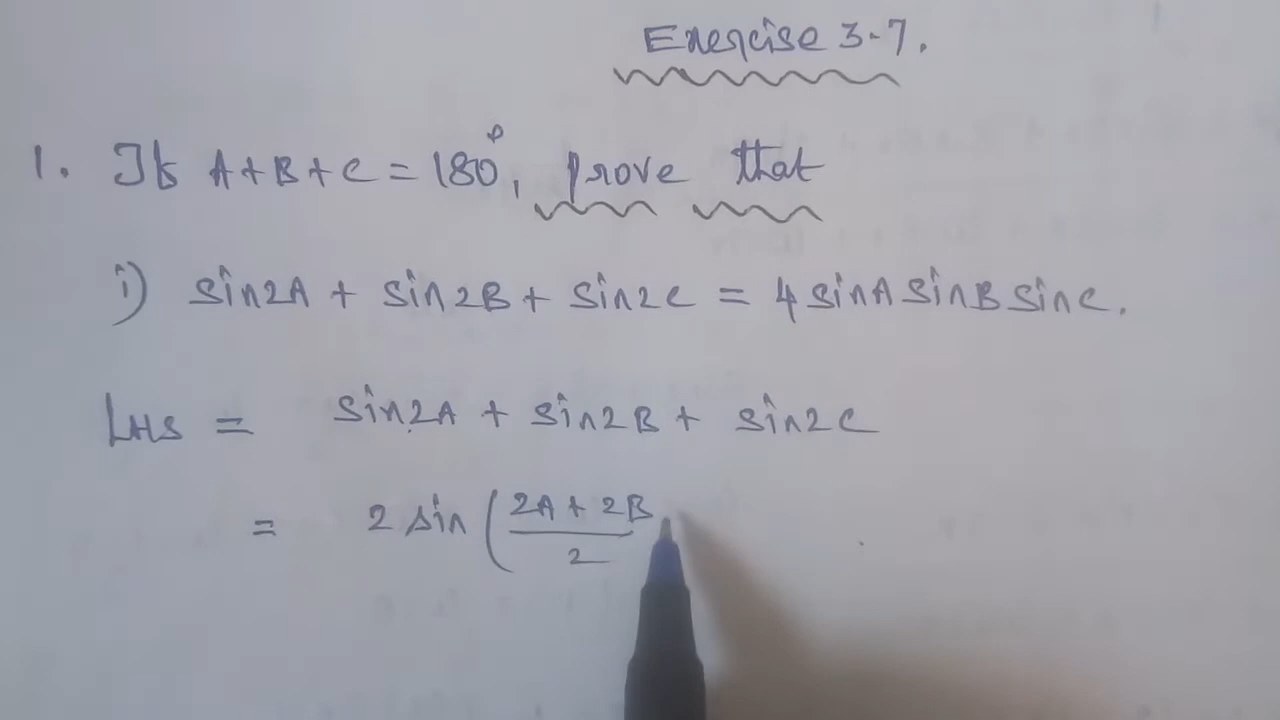 Exercise 3.7.
1. If A+B+C = 180°, prove that
i) sin2A + sin2B + sin2C = 4 sinA sinB sinC.
LHS = sin2A + sin2B + sin2C
= 2 sin (2A + 2B / 2